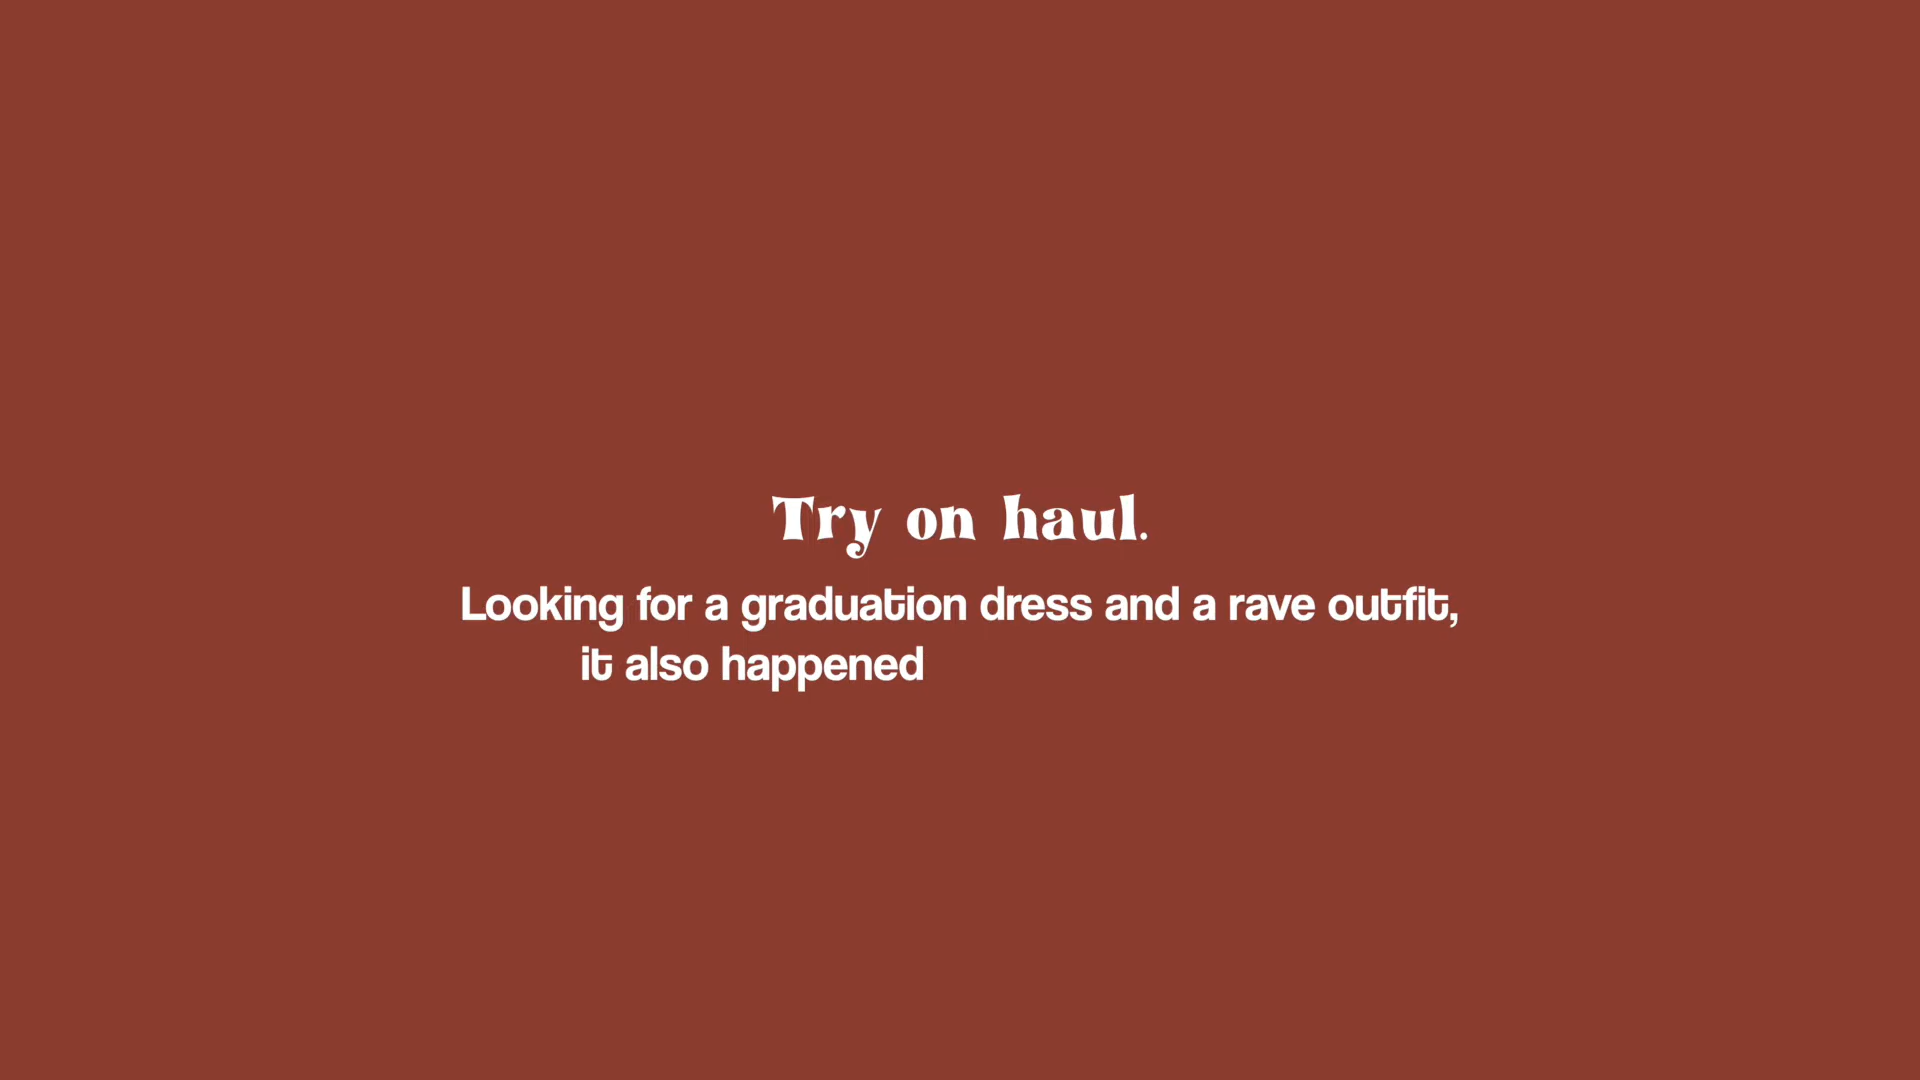 Try on haul.
Looking for a graduation dress and a rave outfit,
it also happened